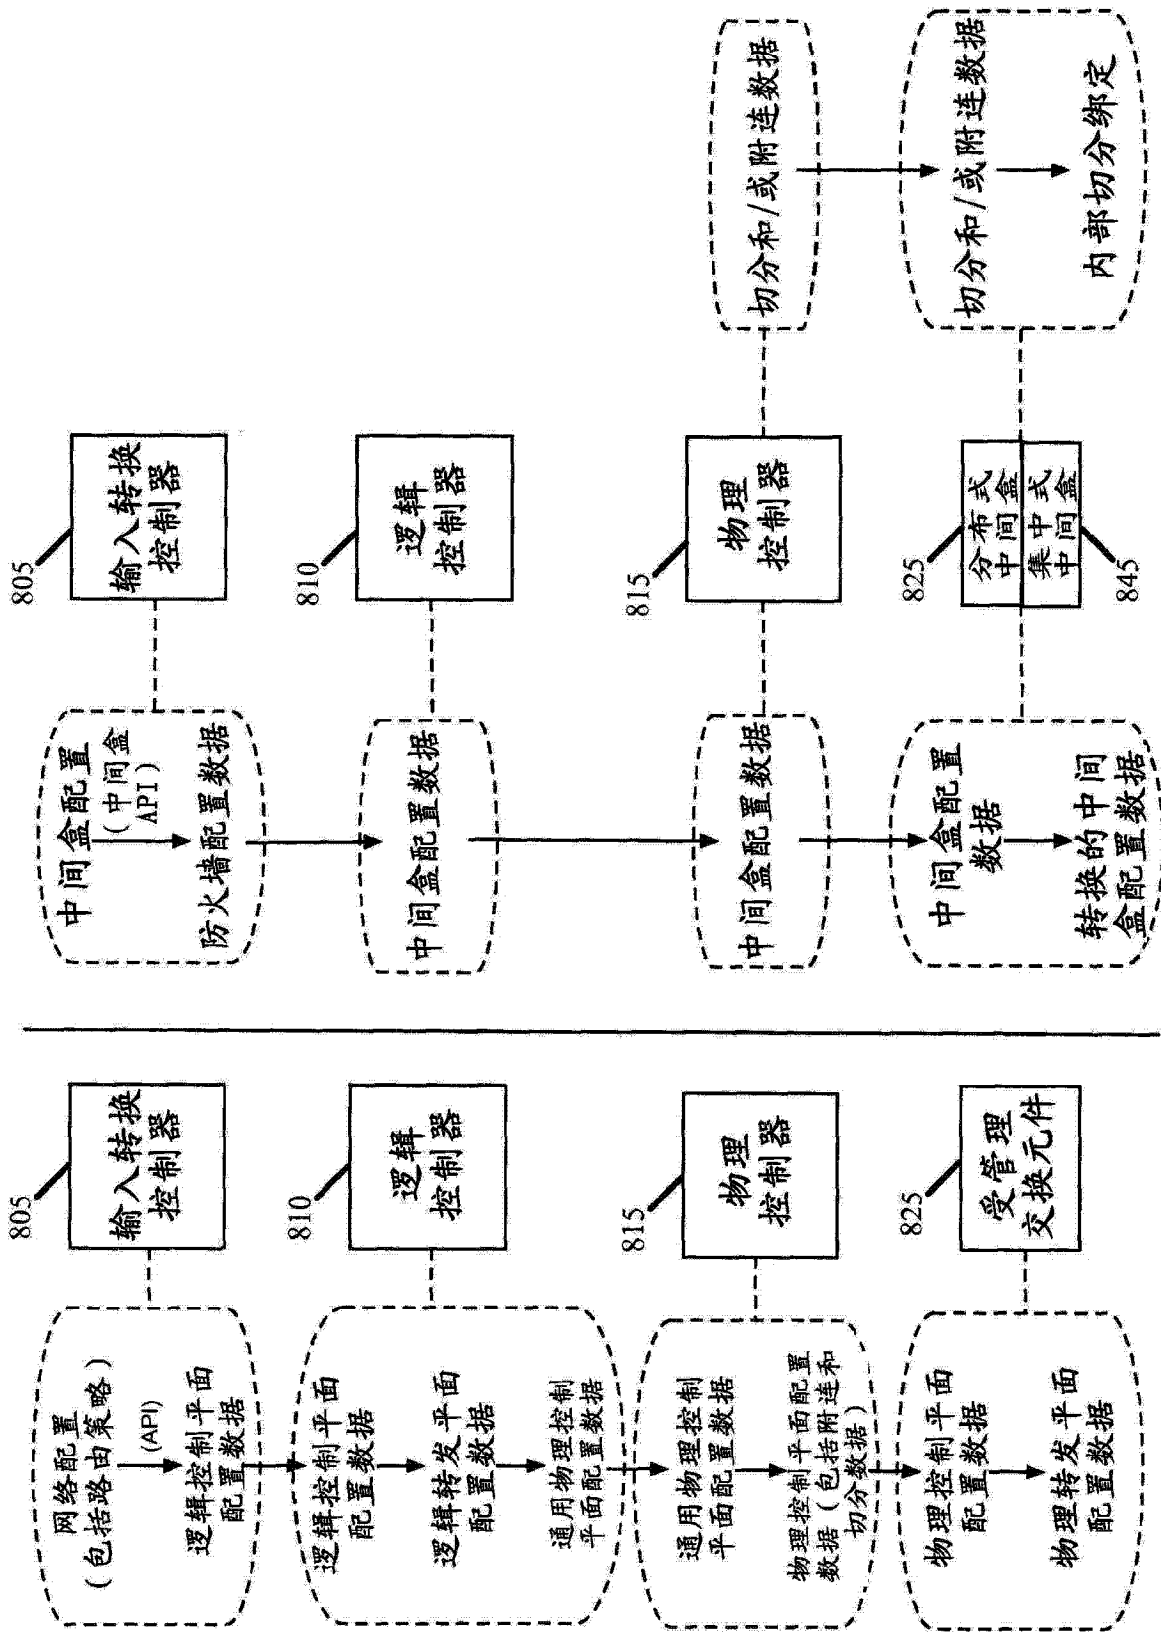 805
输入转换
控制器
网络配置
（包括路由策略）
(API)
逻辑控制平面
配置数据
810
逻辑
控制器
逻辑控制平面
配置数据
逻辑转发平面
配置数据
通用物理控制
平面配置数据
815
物理
控制器
通用物理控制
平面配置数据
物理控制平面配置
数据（包括附连和
切分数据）
825
受管理
交换元件
物理控制平面
配置数据
物理转发平面
配置数据
805
输入转换
控制器
中间盒配置
（中间盒
API）
防火墙配置数据
810
逻辑
控制器
中间盒配置数据
815
物理
控制器
中间盒配置数据
切分和/或附连数据
825
分布式
中间盒
集中式
中间盒
845
中间盒配置
数据
转换的中间
盒配置数据
切分和/或附连数据
内部切分绑定